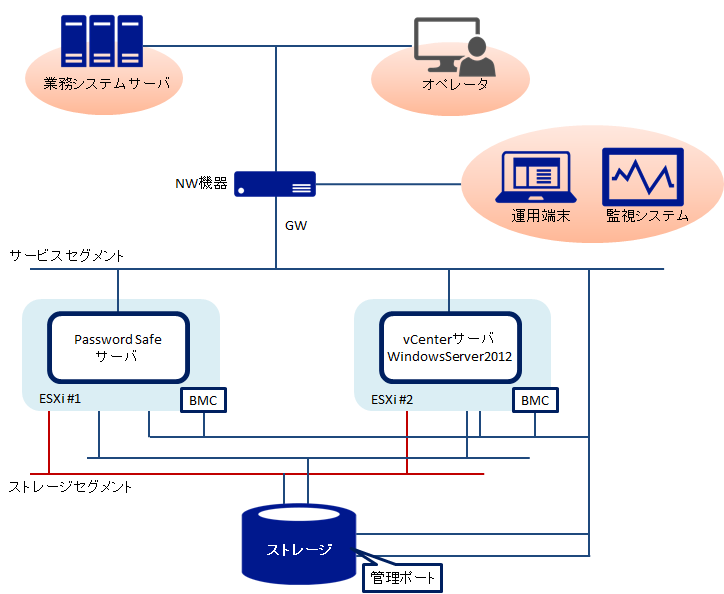 業務システムサーバ
オペレータ
NW機器
運用端末
監視システム
GW
サービスセグメント
Password Safe
サーバ
vCenterサーバ
WindowsServer2012
ESXi #1
BMC
ESXi #2
BMC
ストレージセグメント
ストレージ
管理ポート